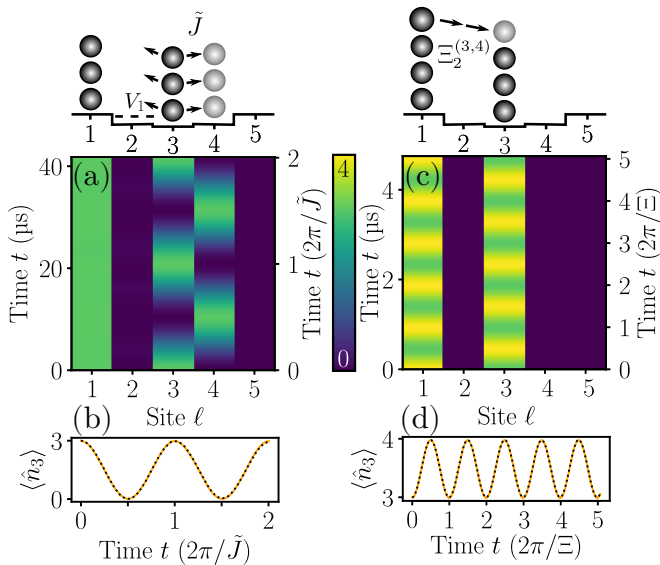 J̃
Ξ₂⁽³,⁴⁾
V₁
1 2 3 4 5
1 2 3 4 5
(a)
40
20
0
Time t (μs)
2
1
0
Time t (2π/J̃)
1 2 3 4 5
Site ℓ
4
0
(c)
4
2
0
Time t (μs)
5
4
3
2
1
0
Time t (2π/Ξ)
1 2 3 4 5
Site ℓ
(b)
3
0
⟨n̂₃⟩
0 1 2
Time t (2π/J̃)
(d)
4
3
⟨n̂₃⟩
0 1 2 3 4 5
Time t (2π/Ξ)